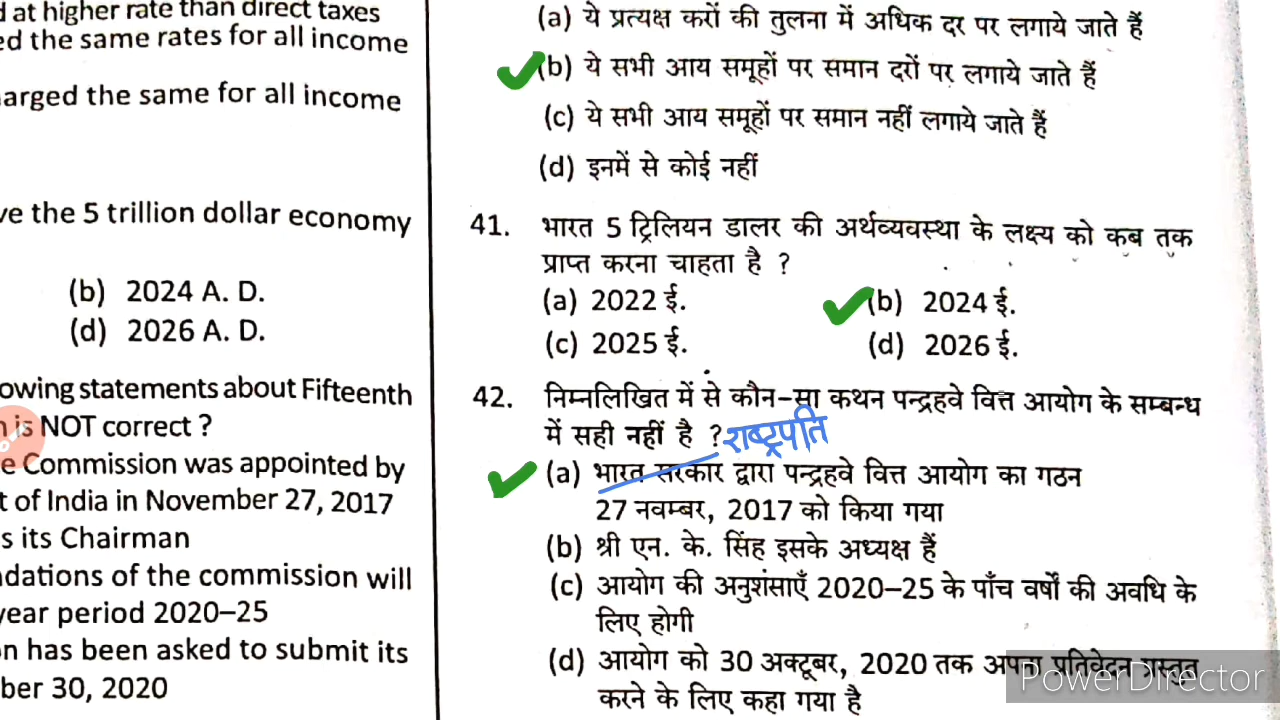 at higher rate than direct taxes
the same rates for all income
the same for all income
the 5 trillion dollar economy
(b) 2024 A. D.
(d) 2026 A. D.
statements about Fifteenth
is NOT correct ?
Commission was appointed by
of India in November 27, 2017
its Chairman
of the commission will
year period 2020–25
has been asked to submit its
30, 2020
(a) ये प्रत्यक्ष करों की तुलना में अधिक दर पर लगाये जाते हैं
(b) ये सभी आय समूहों पर समान दरों पर लगाये जाते हैं
(c) ये सभी आय समूहों पर समान नहीं लगाये जाते हैं
(d) इनमें से कोई नहीं
41. भारत 5 ट्रिलियन डालर की अर्थव्यवस्था के लक्ष्य को कब तक
प्राप्त करना चाहता है ?
(a) 2022 ई. (b) 2024 ई.
(c) 2025 ई. (d) 2026 ई.
42. निम्नलिखित में से कौन-सा कथन पन्द्रहवे वित्त आयोग के सम्बन्ध
में सही नहीं है ? राष्ट्रपति
(a) भारत सरकार द्वारा पन्द्रहवे वित्त आयोग का गठन
27 नवम्बर, 2017 को किया गया
(b) श्री एन. के. सिंह इसके अध्यक्ष हैं
(c) आयोग की अनुशंसाएँ 2020–25 के पाँच वर्षों की अवधि के
लिए होगी
(d) आयोग को 30 अक्टूबर, 2020 तक अपना प्रतिवेदन प्रस्तुत
करने के लिए कहा गया है
PowerDirector